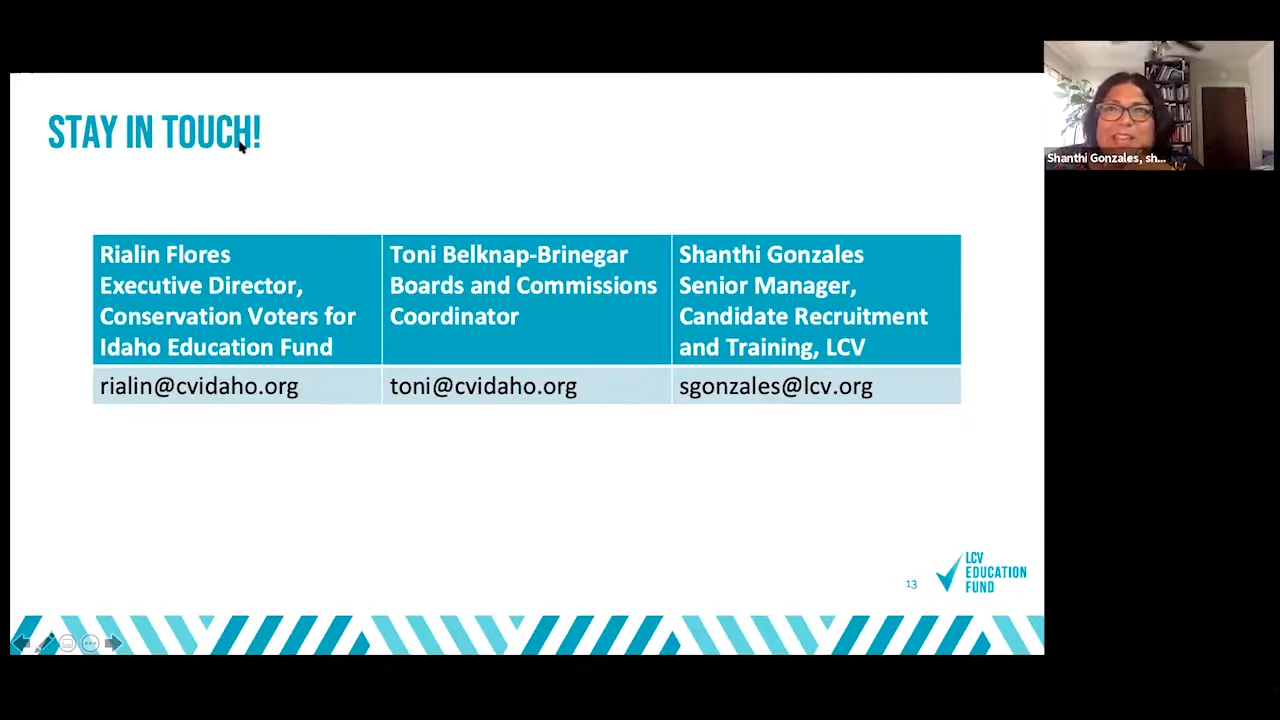 STAY IN TOUCH!
Shanthi Gonzales, sh...
Rialin Flores
Executive Director,
Conservation Voters for
Idaho Education Fund
Toni Belknap-Brinegar
Boards and Commissions
Coordinator
Shanthi Gonzales
Senior Manager,
Candidate Recruitment
and Training, LCV
rialin@cvidaho.org
toni@cvidaho.org
sgonzales@lcv.org
13
LCV
EDUCATION
FUND